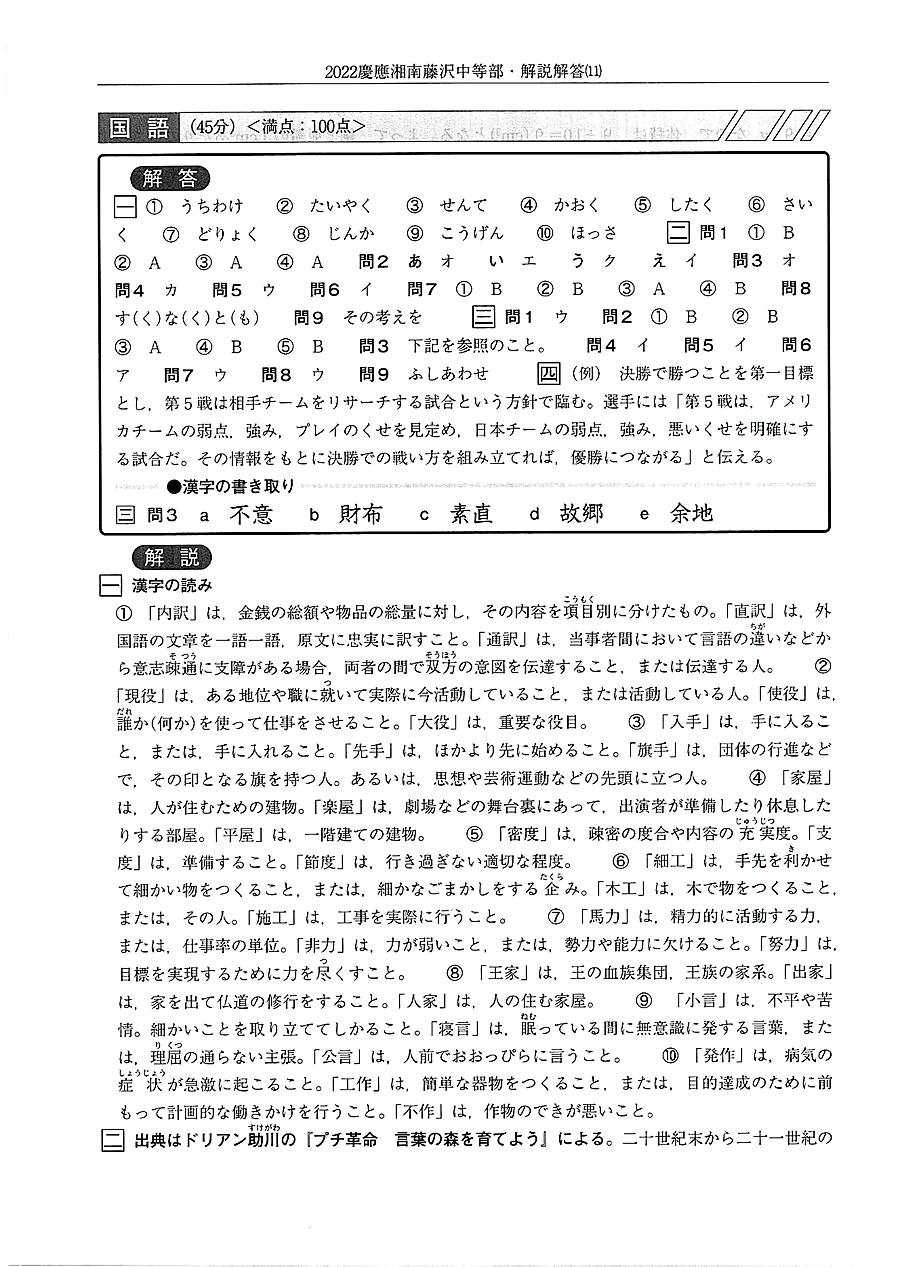 2022慶應湘南藤沢中等部・解説解答(11)
国語 (45分) <満点:100点>
解答
一 ① うちわけ ② たいやく ③ せんて ④ かおく ⑤ したく ⑥ さい
く ⑦ どりょく ⑧ じんか ⑨ こうげん ⑩ ほっさ 二 問1 ① B
② A ③ A ④ A 問2 あ オ い エ う ク え イ 問3 オ
問4 カ 問5 ウ 問6 イ 問7 ① B ② B ③ A ④ B 問8
す(く)な(く)と(も) 問9 その考えを 三 問1 ウ 問2 ① B ② B
③ A ④ B ⑤ B 問3 下記を参照のこと。 問4 イ 問5 イ 問6
ア 問7 ウ 問8 ウ 問9 ふしあわせ 四 (例) 決勝で勝つことを第一目標
とし,第5戦は相手チームをリサーチする試合という方針で臨む。選手には「第5戦は,アメリ
カチームの弱点,強み,プレイのくせを見定め,日本チームの弱点,強み,悪いくせを明確にす
る試合だ。その情報をもとに決勝での戦い方を組み立てれば,優勝につながる」と伝える。
●漢字の書き取り
三 問3 a 不意 b 財布 c 素直 d 故郷 e 余地
解説
一 漢字の読み
① 「内訳」は,金銭の総額や物品の総量に対し,その内容を項目別に分けたもの。「直訳」は,外
国語の文章を一語一語,原文に忠実に訳すこと。「通訳」は,当事者間において言語の違いなどか
ら意志疎通に支障がある場合,両者の間で双方の意図を伝達すること,または伝達する人。 ②
「現役」は,ある地位や職に就いて実際に今活動していること,または活動している人。「使役」は,
誰か(何か)を使って仕事をさせること。「大役」は,重要な役目。 ③ 「入手」は,手に入るこ
と,または,手に入れること。「先手」は,ほかより先に始めること。「旗手」は,団体の行進など
で,その印となる旗を持つ人。あるいは,思想や芸術運動などの先頭に立つ人。 ④ 「家屋」
は,人が住むための建物。「楽屋」は,劇場などの舞台裏にあって,出演者が準備したり休息した
りする部屋。「平屋」は,一階建ての建物。 ⑤ 「密度」は,疎密の度合や内容の充実度。「支
度」は,準備すること。「節度」は,行き過ぎない適切な程度。 ⑥ 「細工」は,手先を利かせ
て細かい物をつくること,または,細かなごまかしをする企み。「木工」は,木で物をつくること,
または,その人。「施工」は,工事を実際に行うこと。 ⑦ 「馬力」は,精力的に活動する力,
または,仕事率の単位。「非力」は,力が弱いこと,または,勢力や能力に欠けること。「努力」は,
目標を実現するために力を尽くすこと。 ⑧ 「王家」は,王の血族集団,王族の家系。「出家」
は,家を出て仏道の修行をすること。「人家」は,人の住む家屋。 ⑨ 「小言」は,不平や苦
情。細かいことを取り立ててしかること。「寝言」は,眠っている間に無意識に発する言葉,また
は,理屈の通らない主張。「公言」は,人前でおおっぴらに言うこと。 ⑩ 「発作」は,病気の
症状が急激に起こること。「工作」は,簡単な器物をつくること,または,目的達成のために前
もって計画的な働きかけを行うこと。「不作」は,作物のできが悪いこと。
二 出典はドリアン助川の『プチ革命 言葉の森を育てよう』による。二十世紀末から二十一世紀の